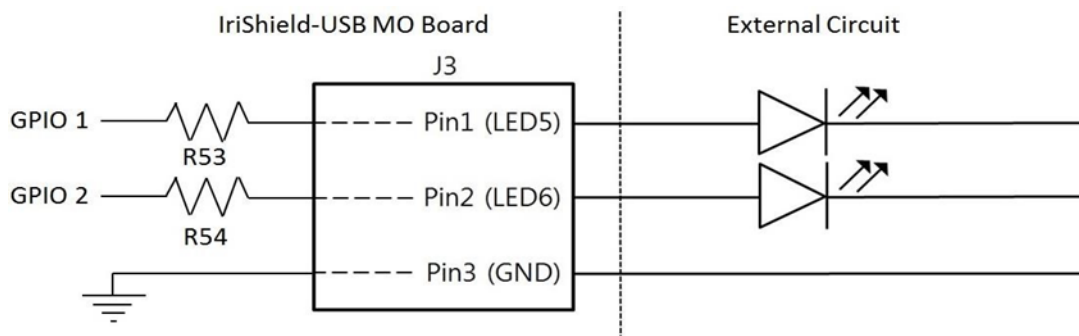 IriShield-USB MO Board
External Circuit
J3
GPIO 1
R53
Pin1 (LED5)
GPIO 2
R54
Pin2 (LED6)
Pin3 (GND)